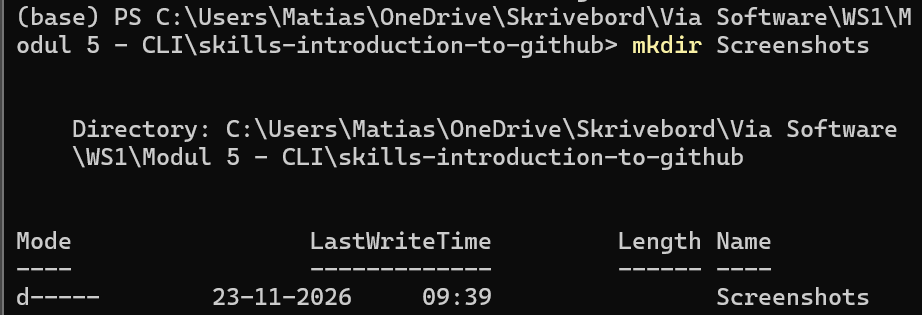 (base) PS C:\Users\Matias\OneDrive\Skrivebord\Via Software\WS1\M
odul 5 - CLI\skills-introduction-to-github> mkdir Screenshots
Directory: C:\Users\Matias\OneDrive\Skrivebord\Via Software
\WS1\Modul 5 - CLI\skills-introduction-to-github
Mode                 LastWriteTime         Length Name
----                 -------------         ------ ----
d-----        23-11-2026     09:39                Screenshots